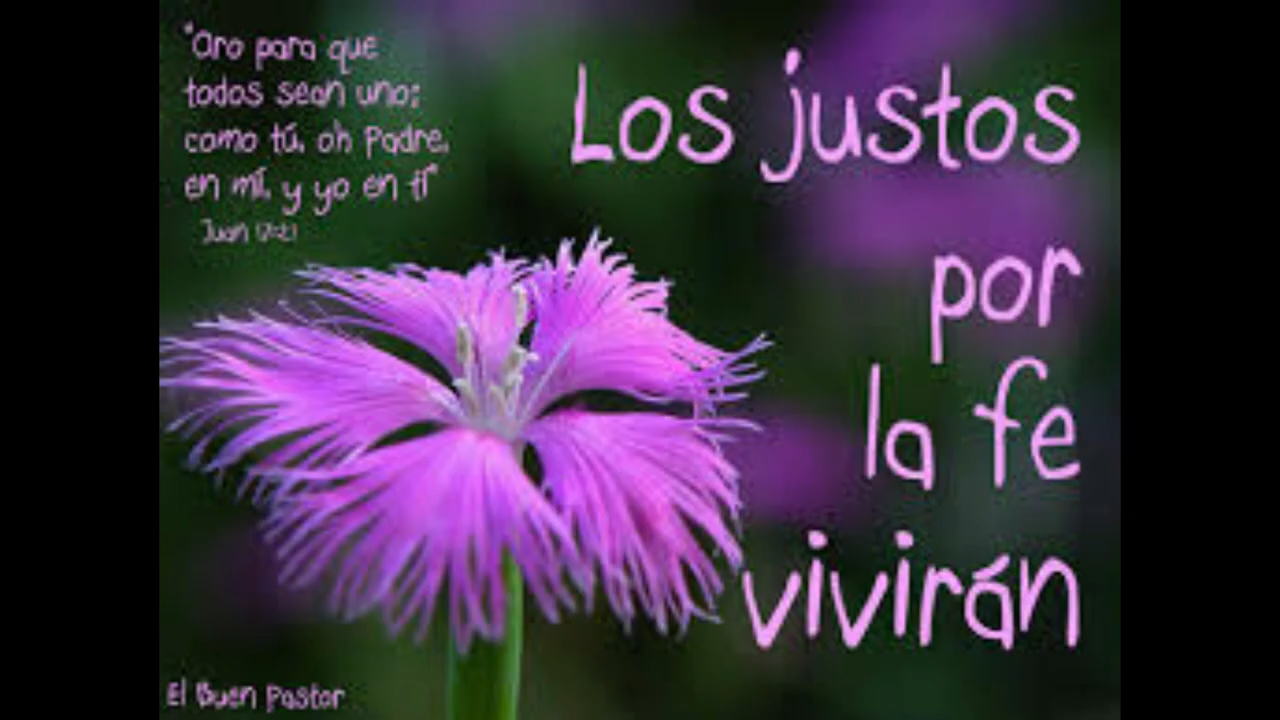 "Oro para que
todos sean uno;
como tú, oh Padre,
en mí, y yo en tí"
Juan 17:21
Los justos
por
la fe
vivirán
El Buen Pastor